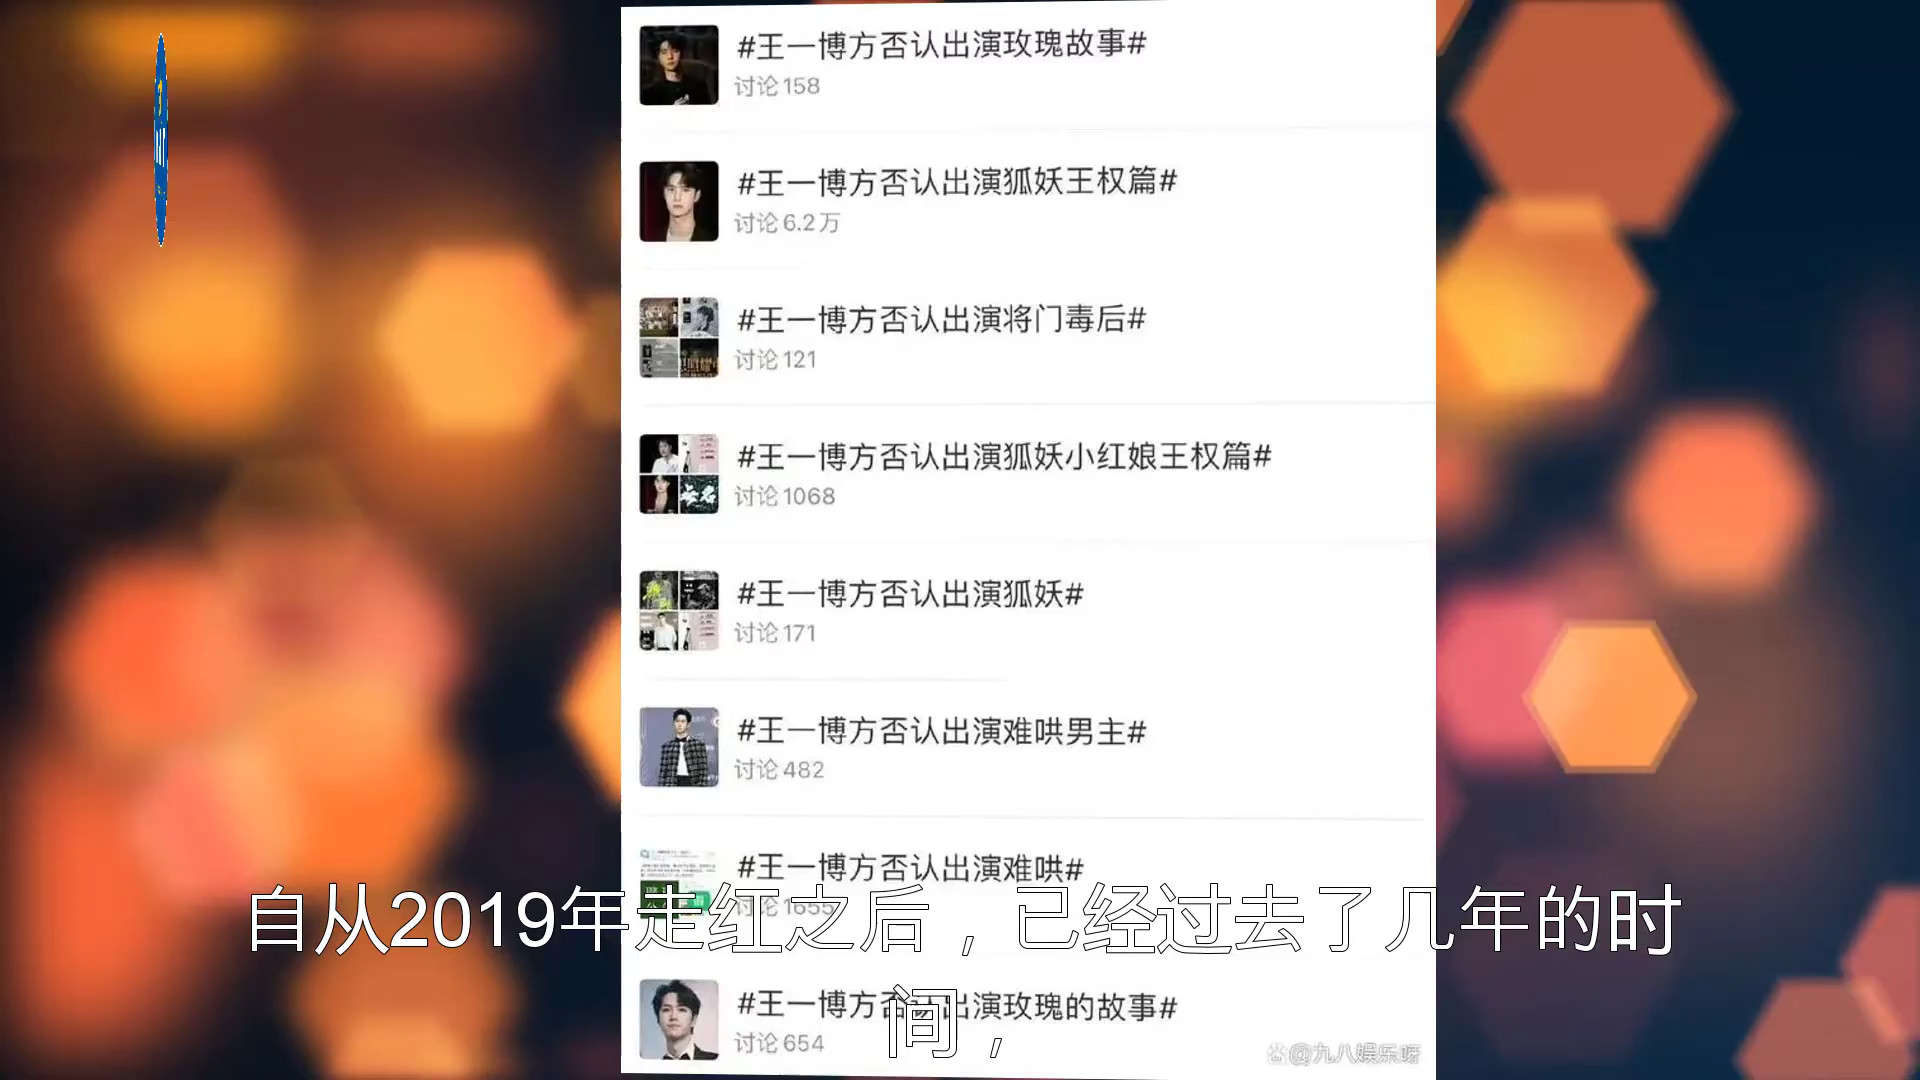 #王一博方否认出演玫瑰故事#
讨论158
#王一博方否认出演狐妖王权篇#
讨论6.2万
#王一博方否认出演将门毒后#
讨论121
#王一博方否认出演狐妖小红娘王权篇#
讨论1068
#王一博方否认出演狐妖#
讨论171
#王一博方否认出演难哄男主#
讨论482
#王一博方否认出演难哄#
讨论1655
自从2019年走红之后，已经过去了几年的时
间，
#王一博方否认出演玫瑰的故事#
讨论654
@九八娱乐呀